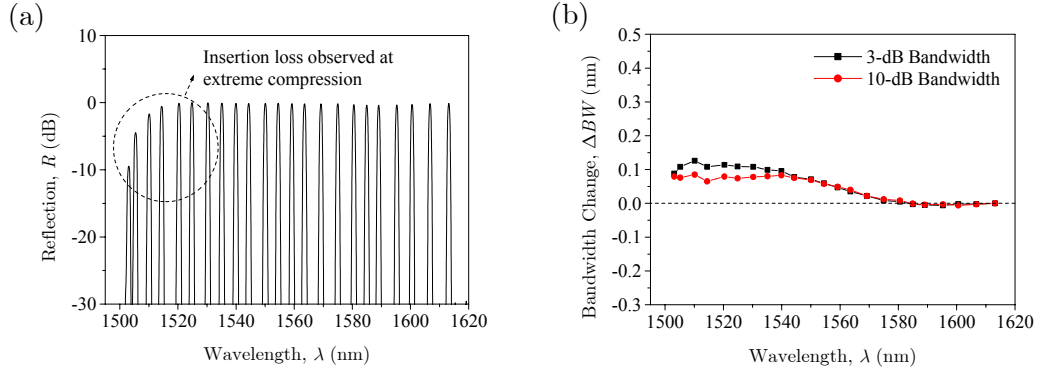 (a)
Insertion loss observed at
extreme compression
Reflection, R (dB)
10
0
-10
-20
-30
1500 1520 1540 1560 1580 1600 1620
Wavelength, λ (nm)
(b)
3-dB Bandwidth
10-dB Bandwidth
Bandwidth Change, ΔBW (nm)
0.5
0.4
0.3
0.2
0.1
0.0
-0.1
-0.2
-0.3
1500 1520 1540 1560 1580 1600 1620
Wavelength, λ (nm)